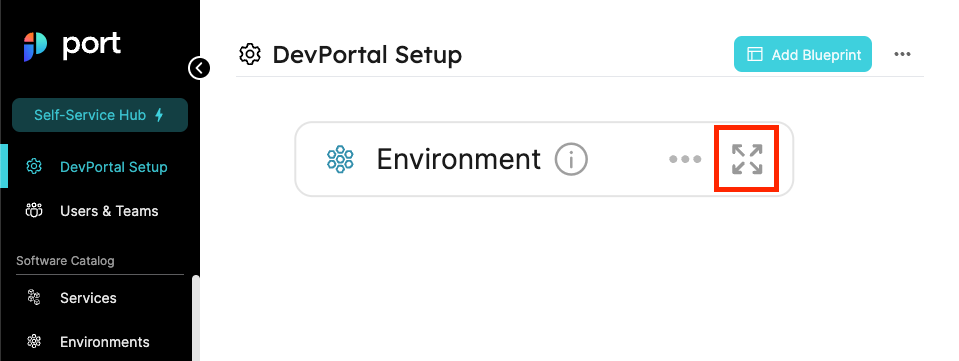 port
Self-Service Hub
DevPortal Setup
Users & Teams
Software Catalog
Services
Environments
DevPortal Setup
Add Blueprint
Environment